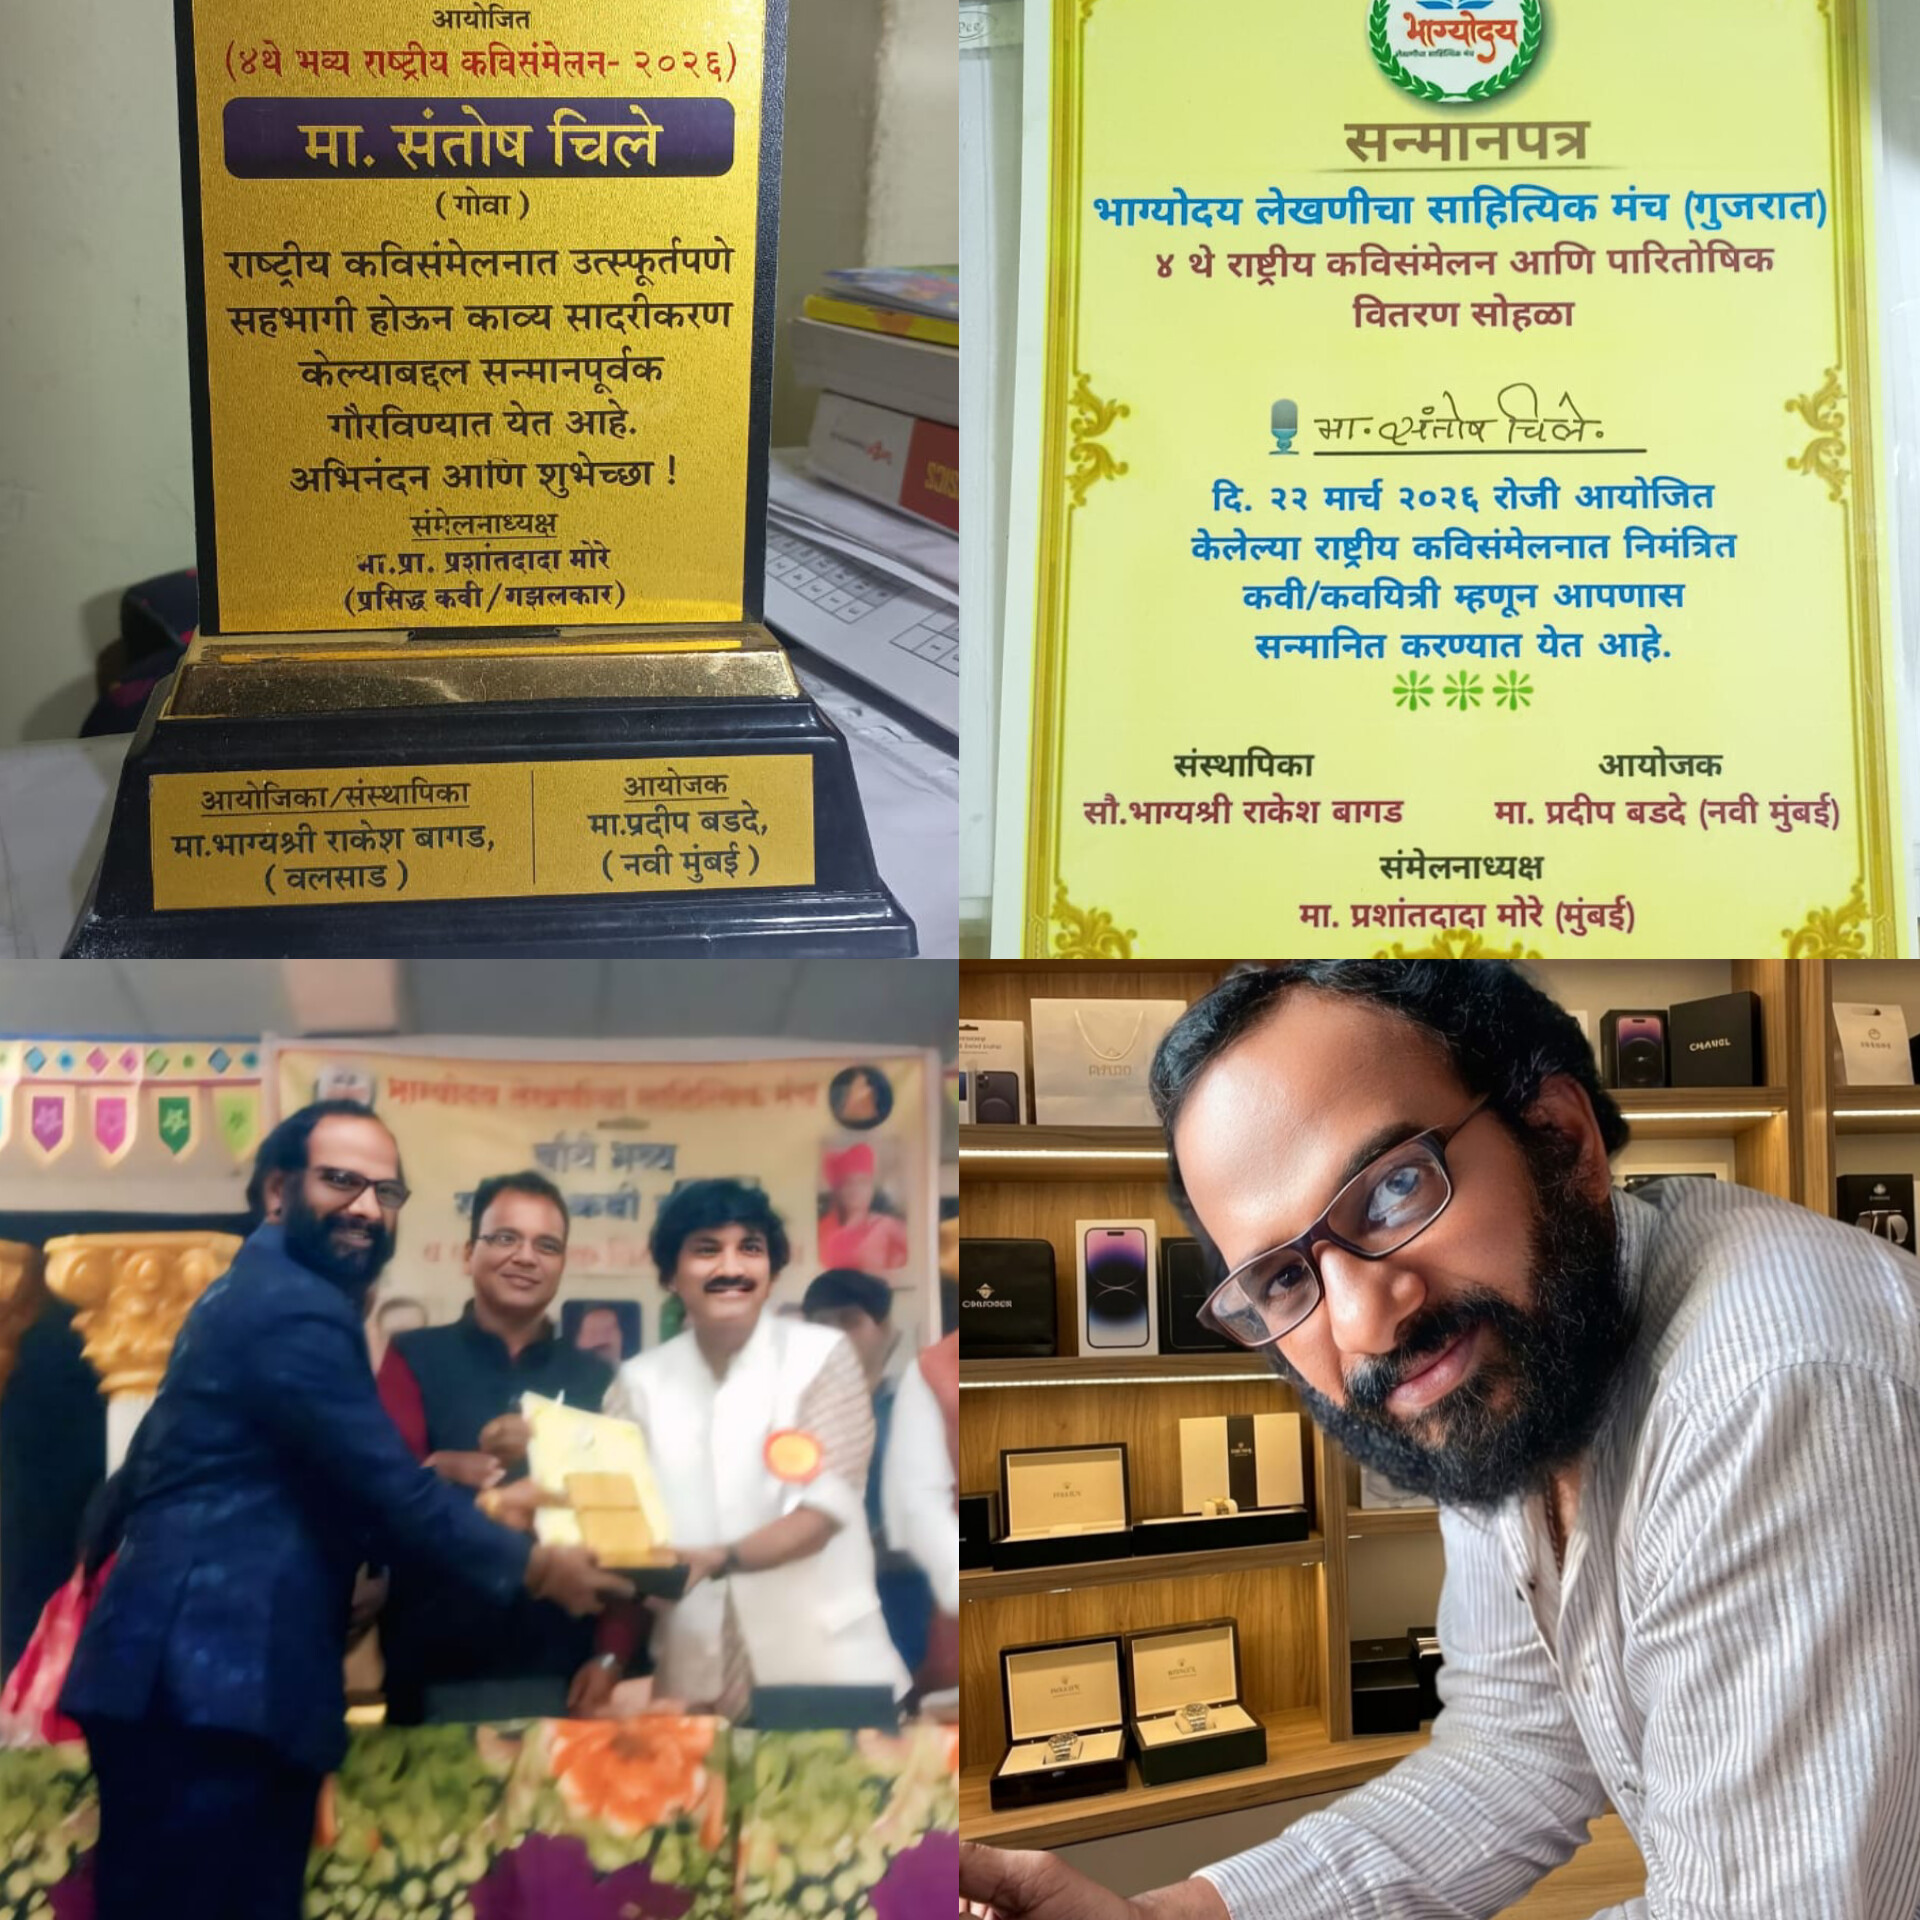 आयोजित
(४थे भव्य राष्ट्रीय कविसंमेलन- २०२६)
मा. संतोष चिले
( गोवा )
राष्ट्रीय कविसंमेलनात उत्स्फूर्तपणे
सहभागी होऊन काव्य सादरीकरण
केल्याबद्दल सन्मानपूर्वक
गौरविण्यात येत आहे.
अभिनंदन आणि शुभेच्छा !
संमेलनाध्यक्ष
मा.प्रा. प्रशांतदादा मोरे
(प्रसिद्ध कवी/गझलकार)
आयोजिका/संस्थापिका
मा.भाग्यश्री राकेश बागड,
( वलसाड )
आयोजक
मा.प्रदीप बडदे,
( नवी मुंबई )
भाग्योदय
लेखणीचा साहित्यिक मंच
सन्मानपत्र
भाग्योदय लेखणीचा साहित्यिक मंच (गुजरात)
४ थे राष्ट्रीय कविसंमेलन आणि पारितोषिक
वितरण सोहळा
मा. संतोष चिले.
दि. २२ मार्च २०२६ रोजी आयोजित
केलेल्या राष्ट्रीय कविसंमेलनात निमंत्रित
कवी/कवयित्री म्हणून आपणास
सन्मानित करण्यात येत आहे.
संस्थापिका
सौ.भाग्यश्री राकेश बागड
आयोजक
मा. प्रदीप बडदे (नवी मुंबई)
संमेलनाध्यक्ष
मा. प्रशांतदादा मोरे (मुंबई)
भाग्योदय लेखणीचा साहित्यिक मंच
भव्य
कवी